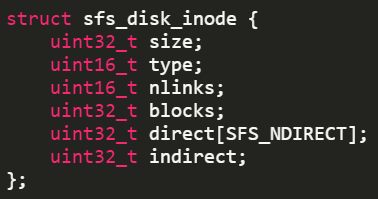 struct sfs_disk_inode {
    uint32_t size;
    uint16_t type;
    uint16_t nlinks;
    uint32_t blocks;
    uint32_t direct[SFS_NDIRECT];
    uint32_t indirect;
};